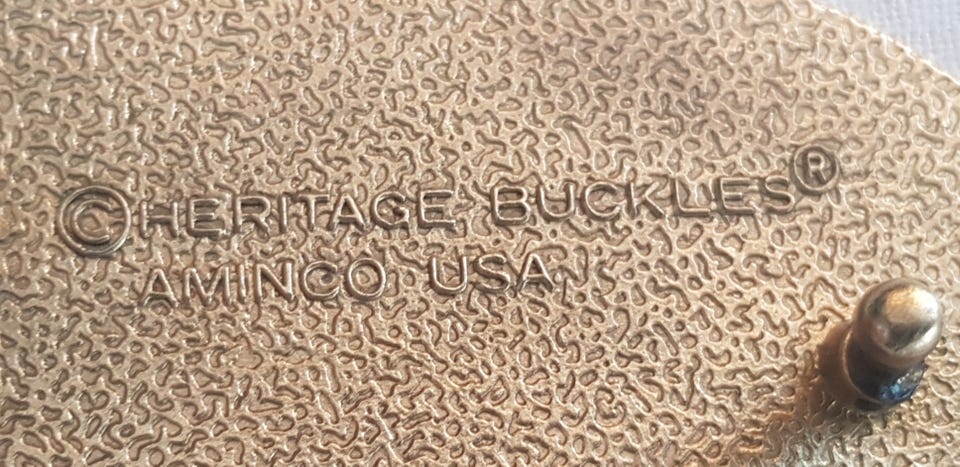 © HERITAGE BUCKLES®
AMINCO USA